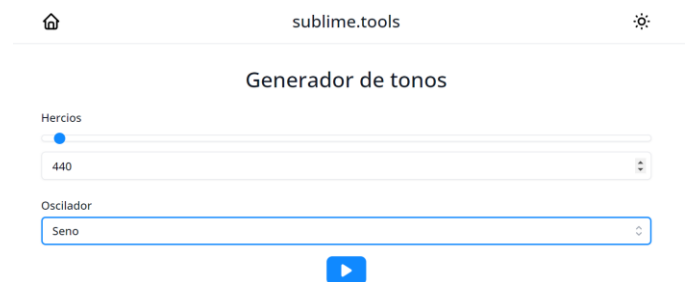 sublime.tools
Generador de tonos
Hercios
440
Oscilador
Seno